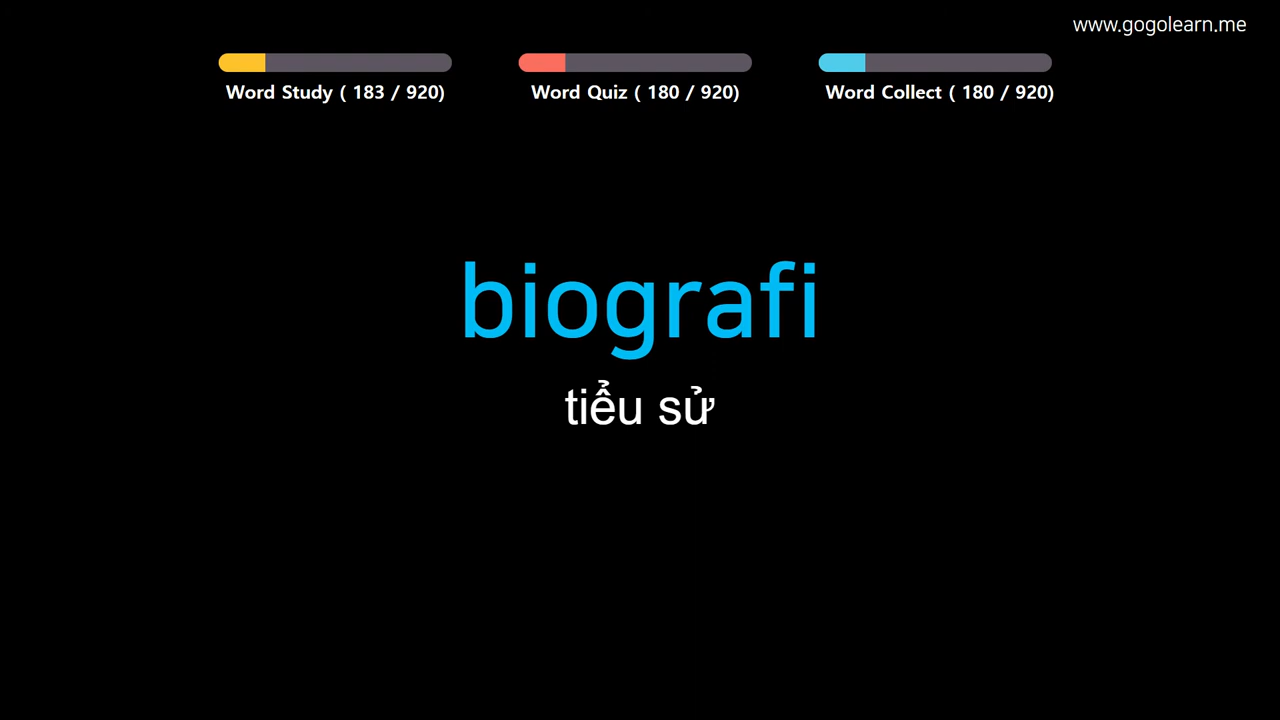 www.gogolearn.me
Word Study ( 183 / 920)
Word Quiz ( 180 / 920)
Word Collect ( 180 / 920)
biografi
tiểu sử